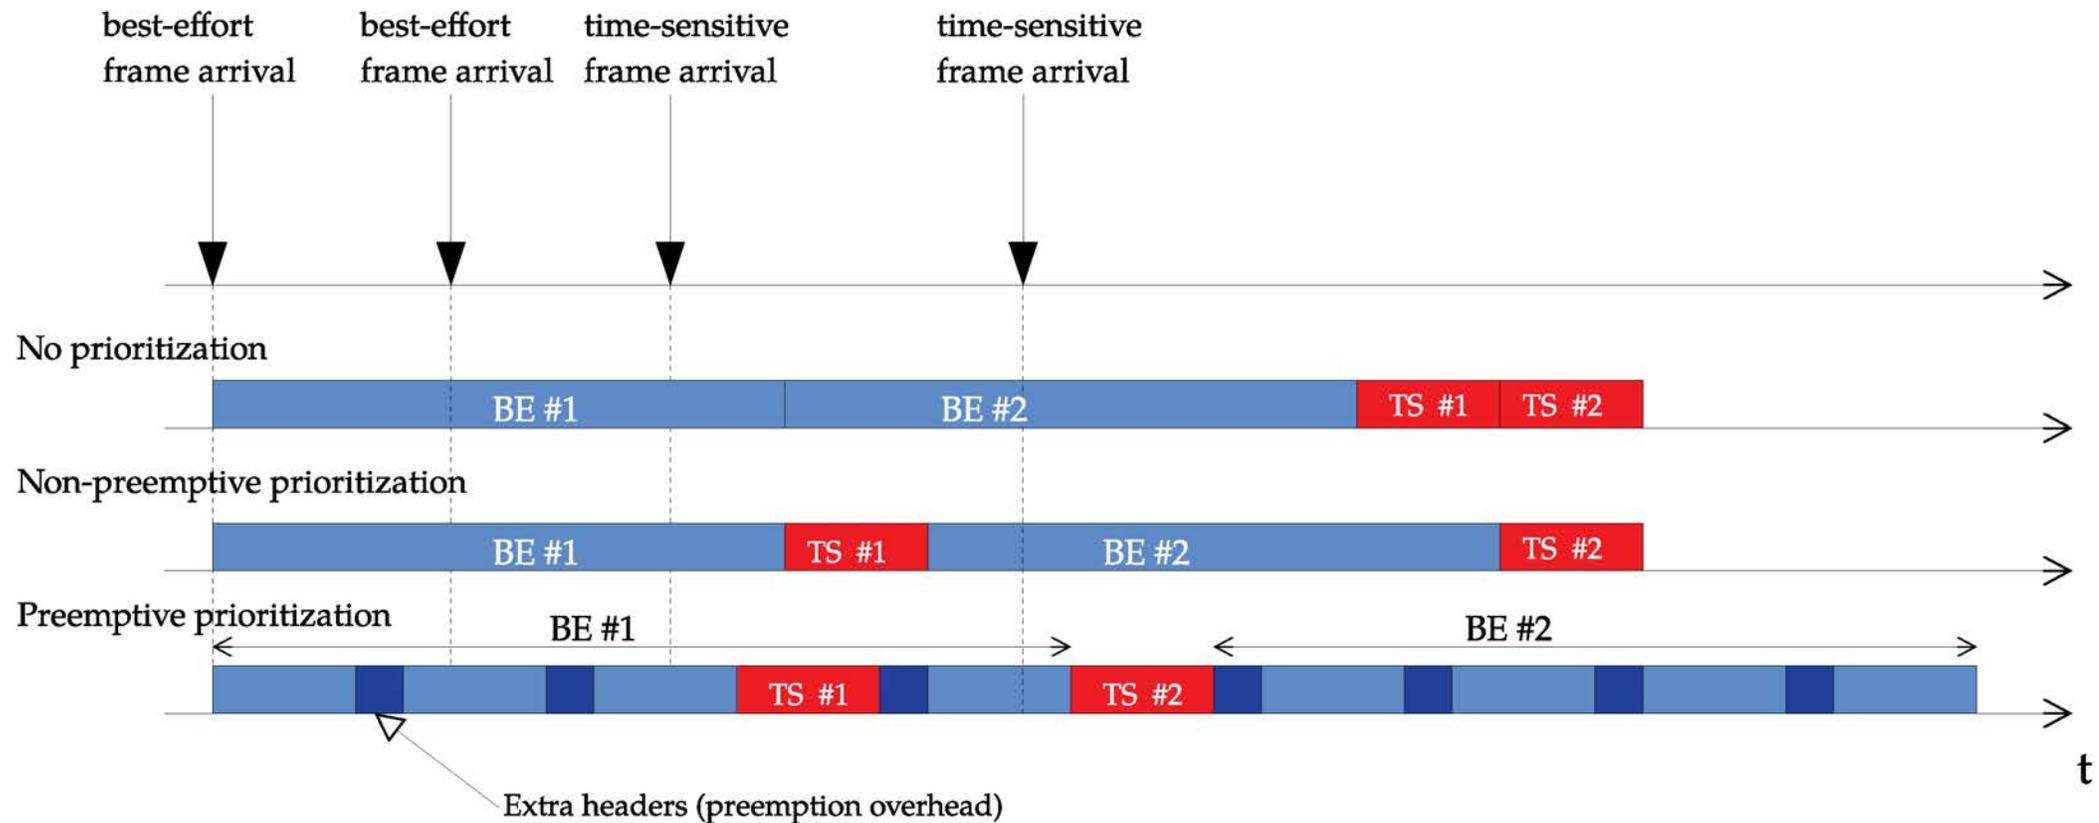 best-effort
frame arrival
best-effort
frame arrival
time-sensitive
frame arrival
time-sensitive
frame arrival
No prioritization
BE #1
BE #2
TS #1
TS #2
Non-preemptive prioritization
BE #1
TS #1
BE #2
TS #2
Preemptive prioritization
BE #1
BE #2
TS #1
TS #2
t
Extra headers (preemption overhead)